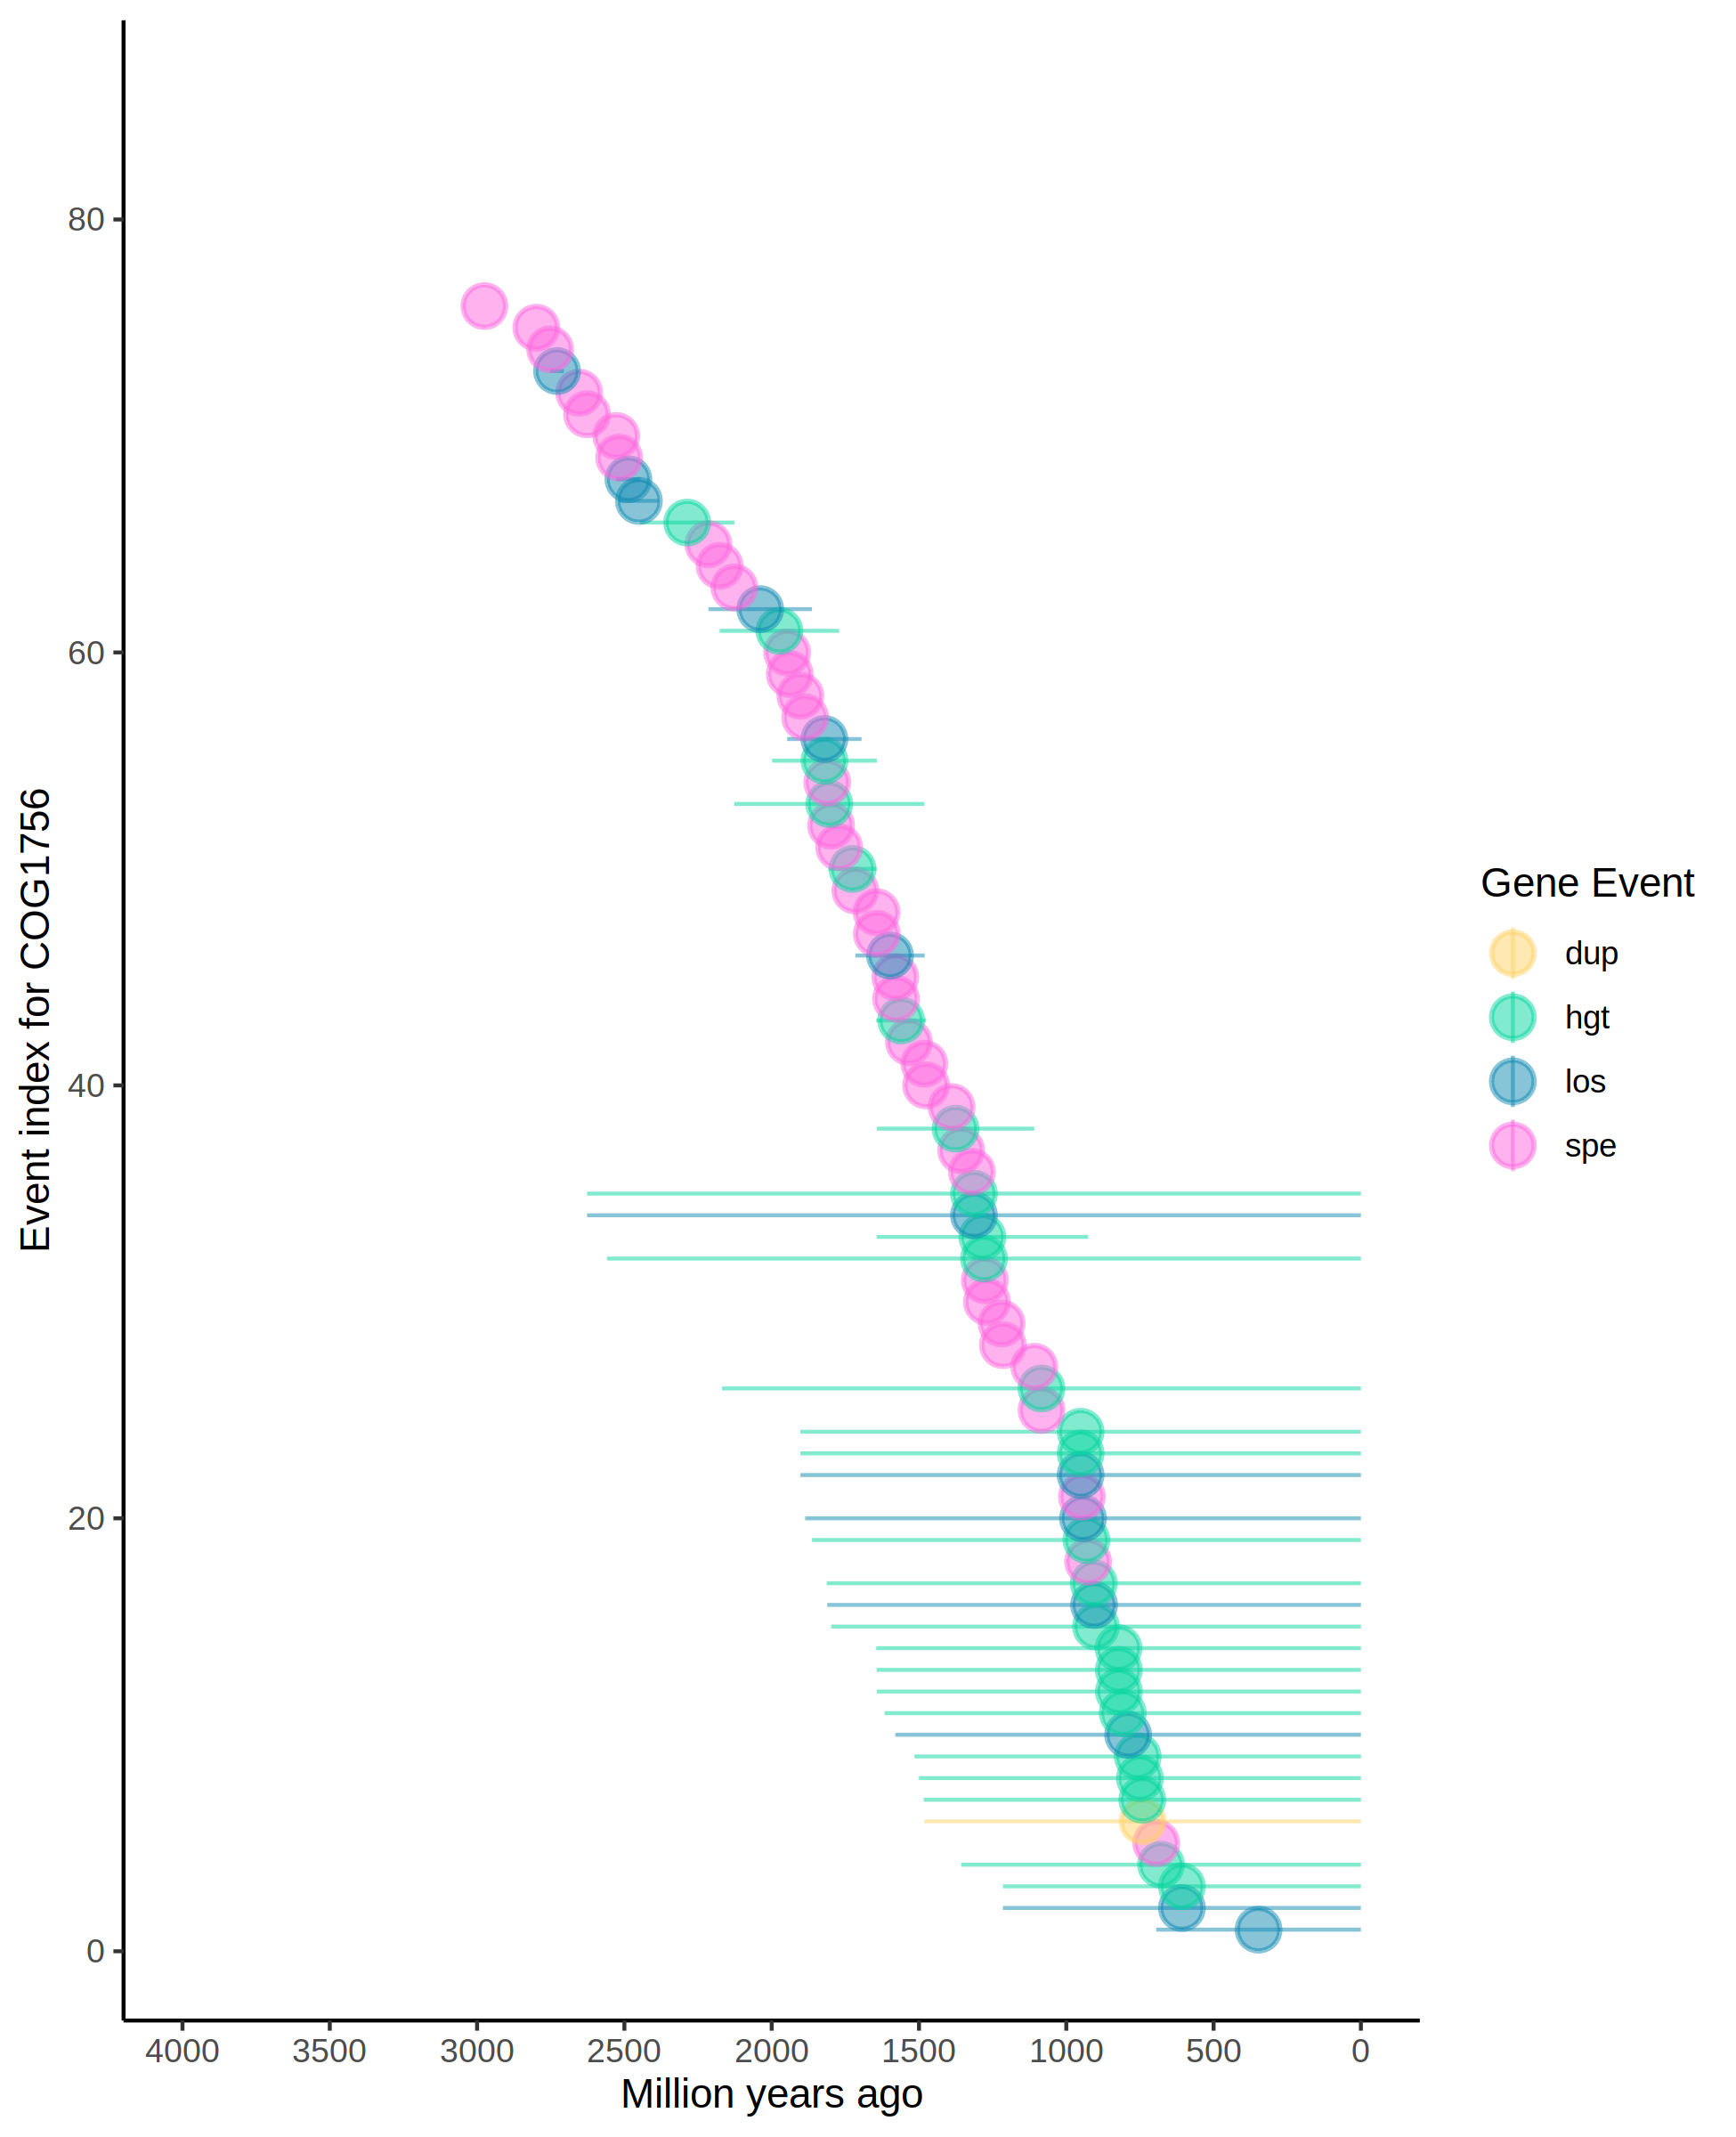 Event index for COG1756
80
60
40
20
0
4000 3500 3000 2500 2000 1500 1000 500 0
Million years ago
Gene Event
dup
hgt
los
spe